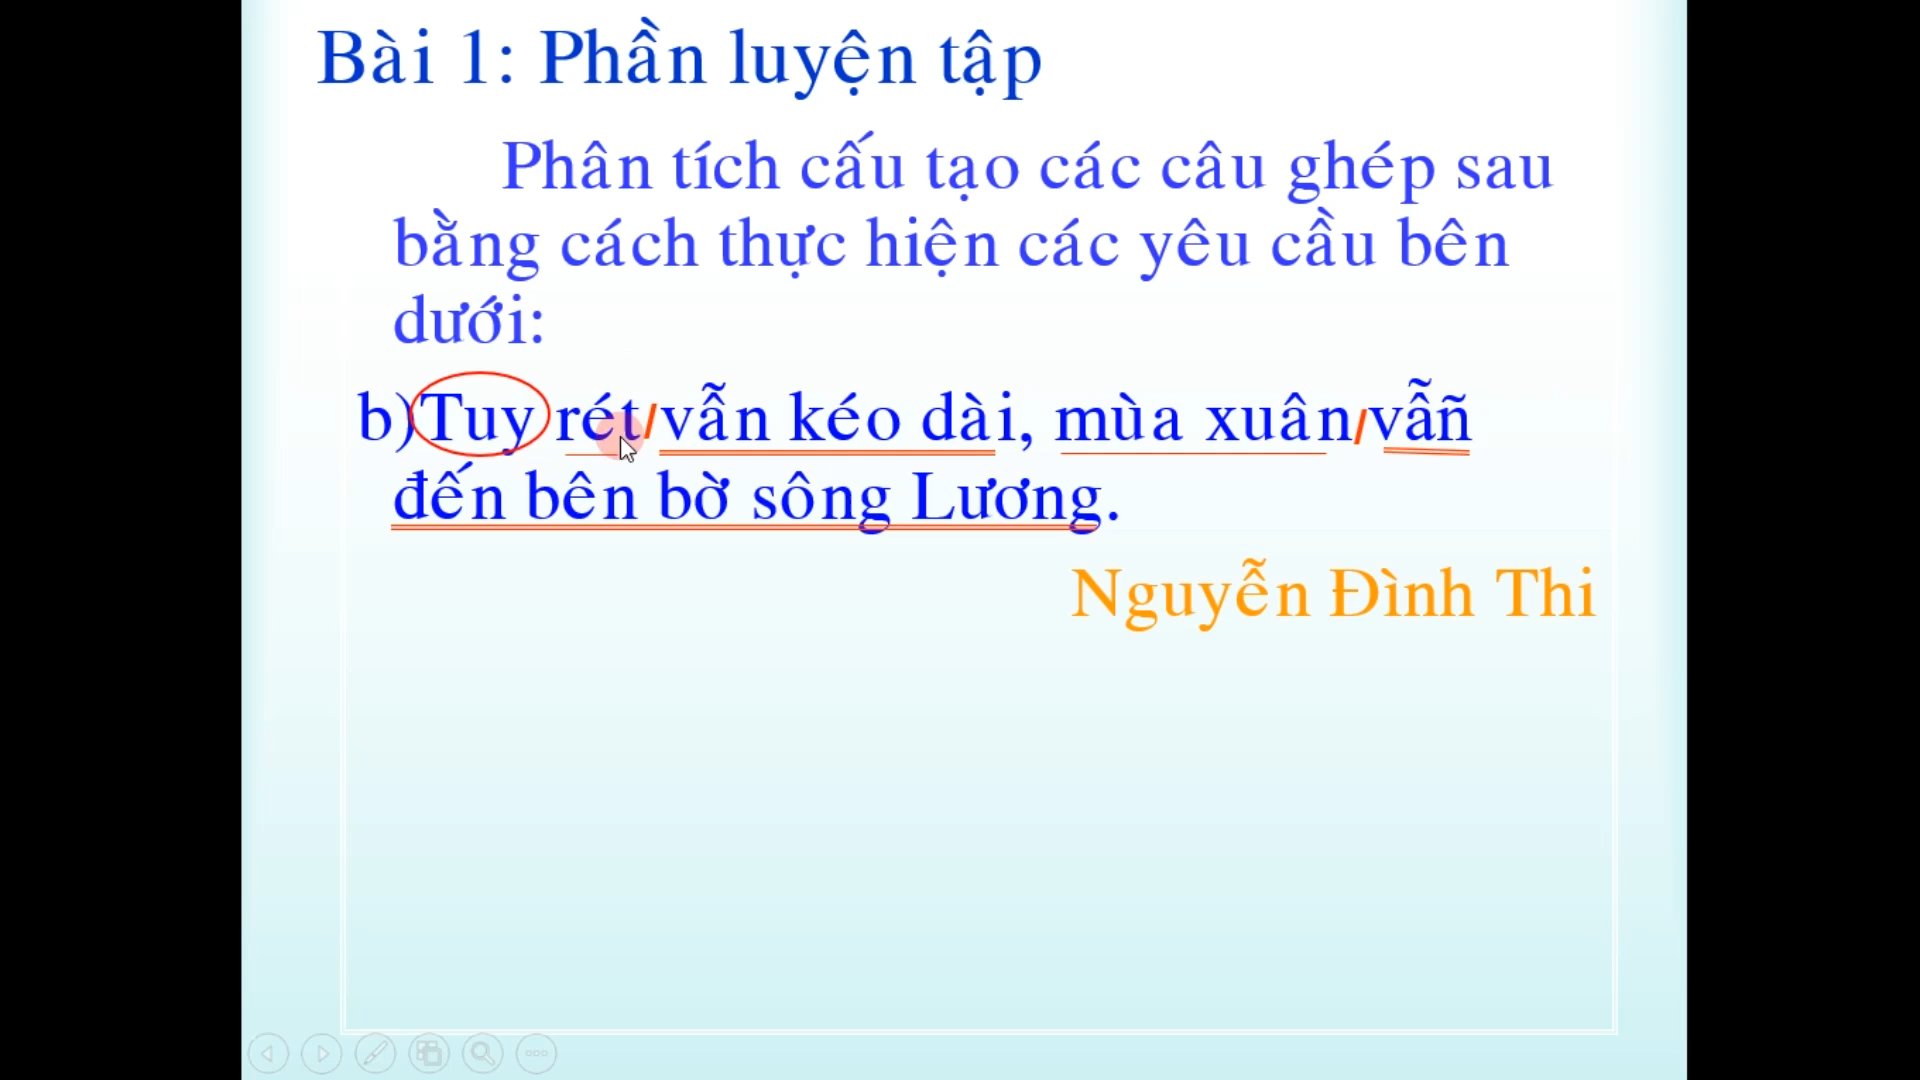 Bài 1: Phần luyện tập
Phân tích cấu tạo các câu ghép sau
bằng cách thực hiện các yêu cầu bên
dưới:
b)Tuy rét/vẫn kéo dài, mùa xuân/vẫñ
đến bên bờ sông Lương.
Nguyễn Đình Thi